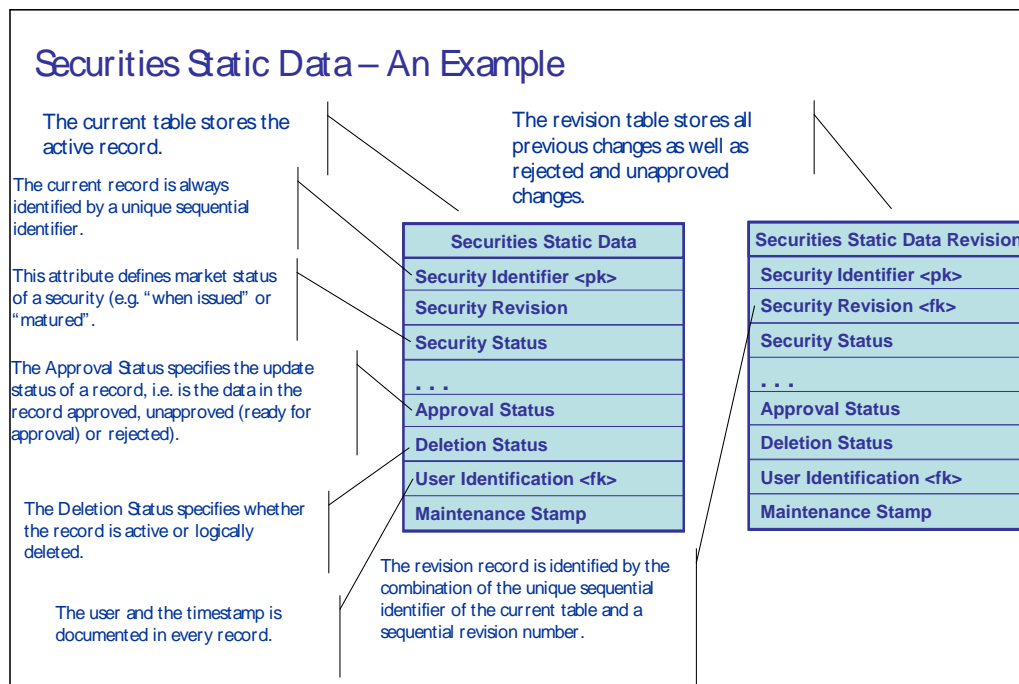 Securities Static Data – An Example
The current table stores the
active record.
The revision table stores all
previous changes as well as
rejected and unapproved
changes.
The current record is always
identified by a unique sequential
identifier.
This attribute defines market status
of a security (e.g. “when issued” or
“matured”.
The Approval Status specifies the update
status of a record, i.e. is the data in the
record approved, unapproved (ready for
approval) or rejected).
The Deletion Status specifies whether
the record is active or logically
deleted.
The user and the timestamp is
documented in every record.
Securities Static Data
Security Identifier <pk>
Security Revision
Security Status
. . .
Approval Status
Deletion Status
User Identification <fk>
Maintenance Stamp
Securities Static Data Revision
Security Identifier <pk>
Security Revision <fk>
Security Status
. . .
Approval Status
Deletion Status
User Identification <fk>
Maintenance Stamp
The revision record is identified by the
combination of the unique sequential
identifier of the current table and a
sequential revision number.